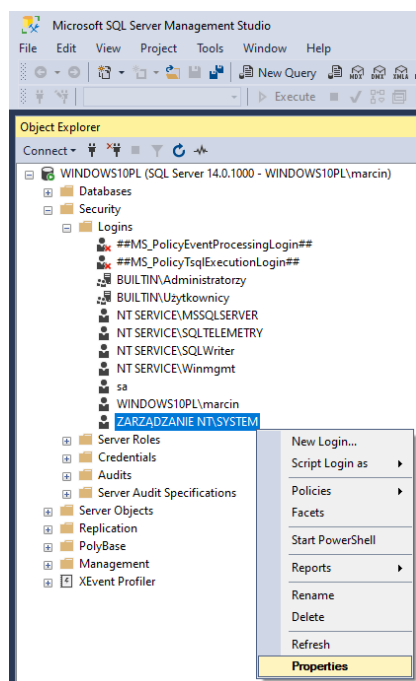 Microsoft SQL Server Management Studio
File Edit View Project Tools Window Help
New Query MDX DMX XMLA
Execute
Object Explorer
Connect
WINDOWS10PL (SQL Server 14.0.1000 - WINDOWS10PL\marcin)
Databases
Security
Logins
##MS_PolicyEventProcessingLogin##
##MS_PolicyTsqlExecutionLogin##
BUILTIN\Administratorzy
BUILTIN\Użytkownicy
NT SERVICE\MSSQLSERVER
NT SERVICE\SQLTELEMETRY
NT SERVICE\SQLWriter
NT SERVICE\Winmgmt
sa
WINDOWS10PL\marcin
ZARZĄDZANIE NT\SYSTEM
Server Roles
Credentials
Audits
Server Audit Specifications
Server Objects
Replication
PolyBase
Management
XEvent Profiler
New Login...
Script Login as
Policies
Facets
Start PowerShell
Reports
Rename
Delete
Refresh
Properties